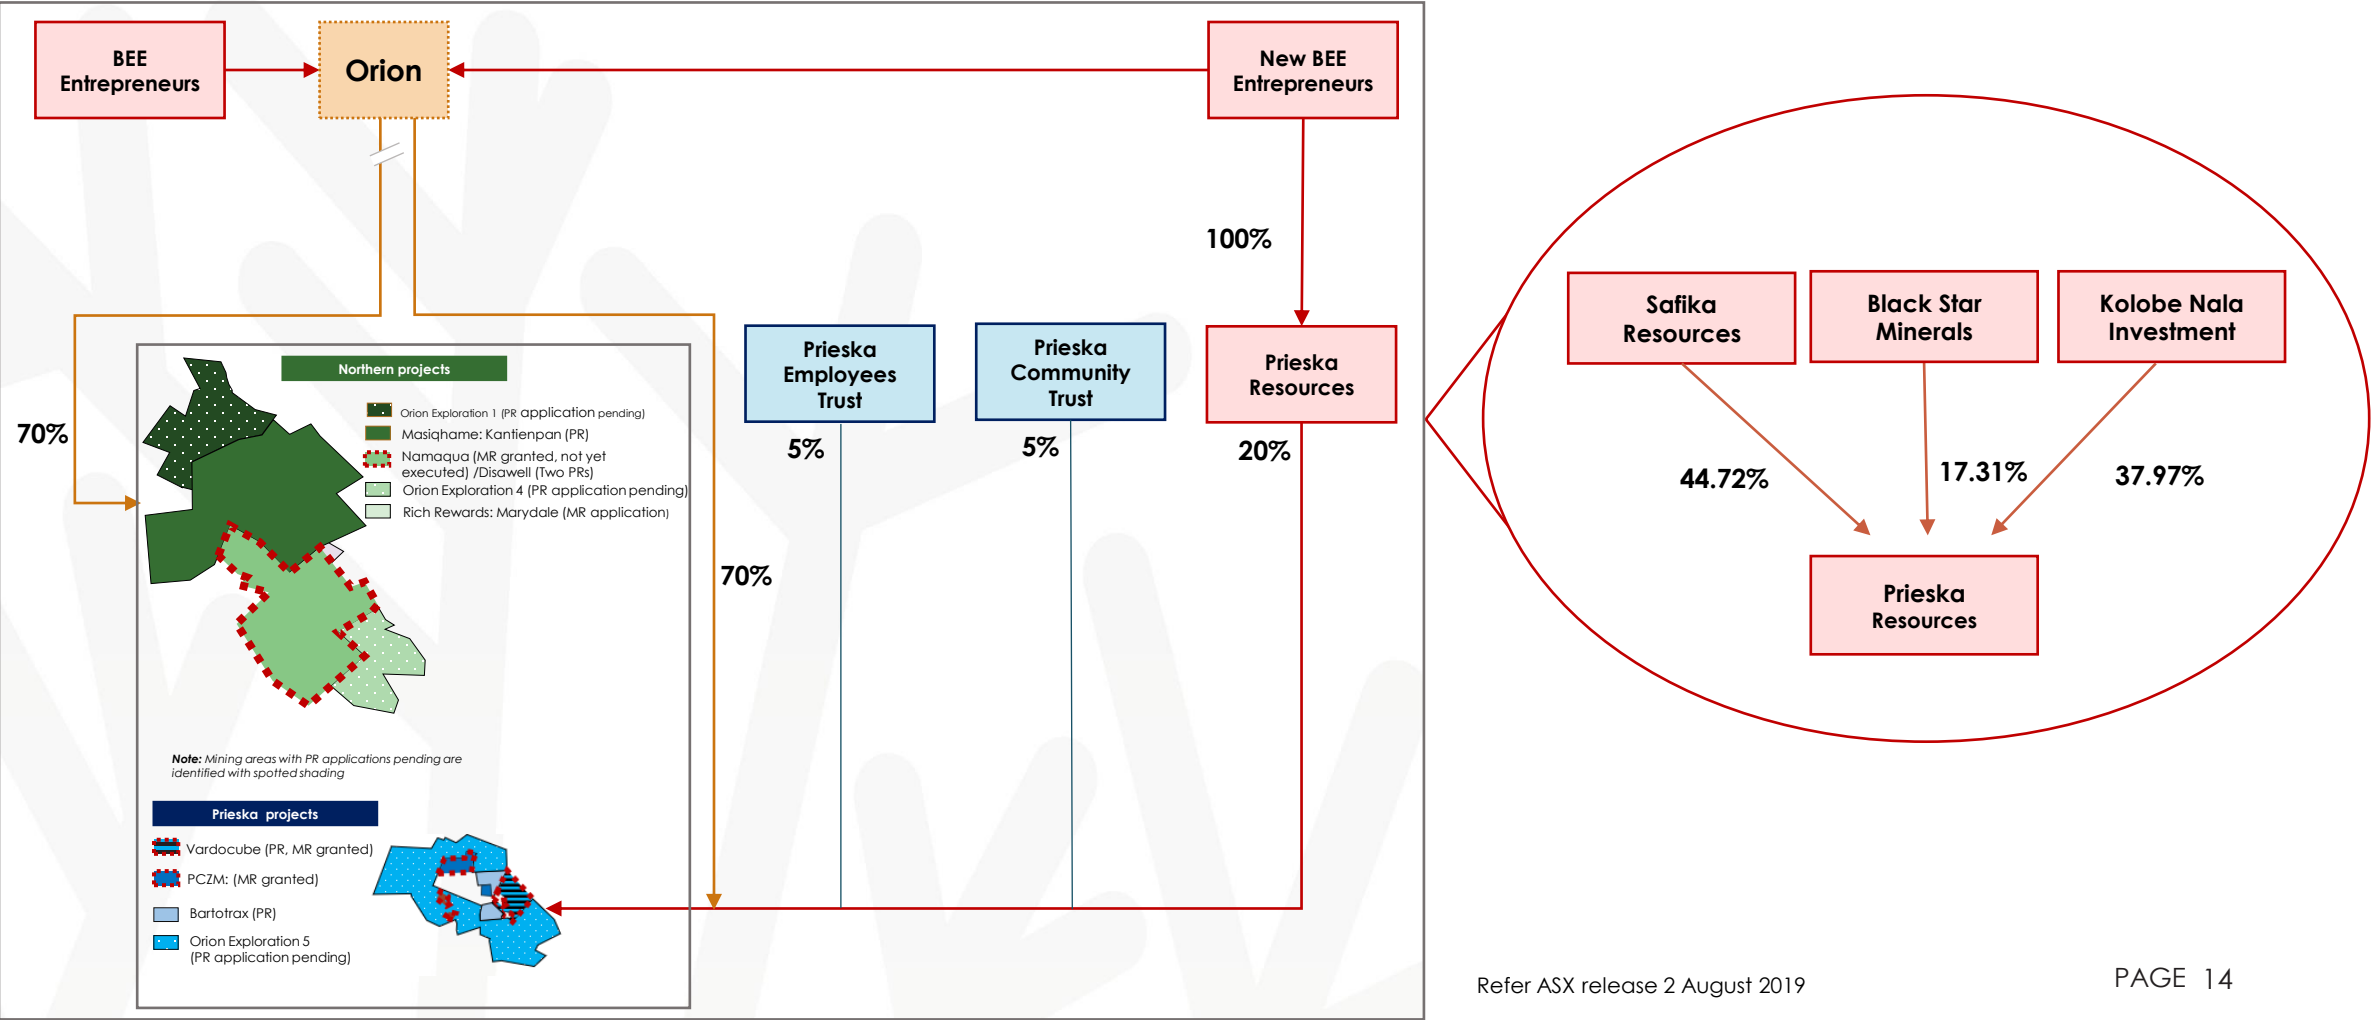 BEE
Entrepreneurs
Orion
New BEE
Entrepreneurs
100%
70%
Northern projects
Orion Exploration 1 (PR application pending)
Masiqhame: Kantienpan (PR)
Namaqua (MR granted, not yet
executed) /Disawell (Two PRs)
Orion Exploration 4 (PR application pending)
Rich Rewards: Marydale (MR application)
Note: Mining areas with PR applications pending are
identified with spotted shading
Prieska projects
Vardocube (PR, MR granted)
PCZM: (MR granted)
Bartotrax (PR)
Orion Exploration 5
(PR application pending)
70%
Prieska
Employees
Trust
5%
Prieska
Community
Trust
5%
Prieska
Resources
20%
Safika
Resources
Black Star
Minerals
Kolobe Nala
Investment
44.72%
17.31%
37.97%
Prieska
Resources
Refer ASX release 2 August 2019
PAGE 14